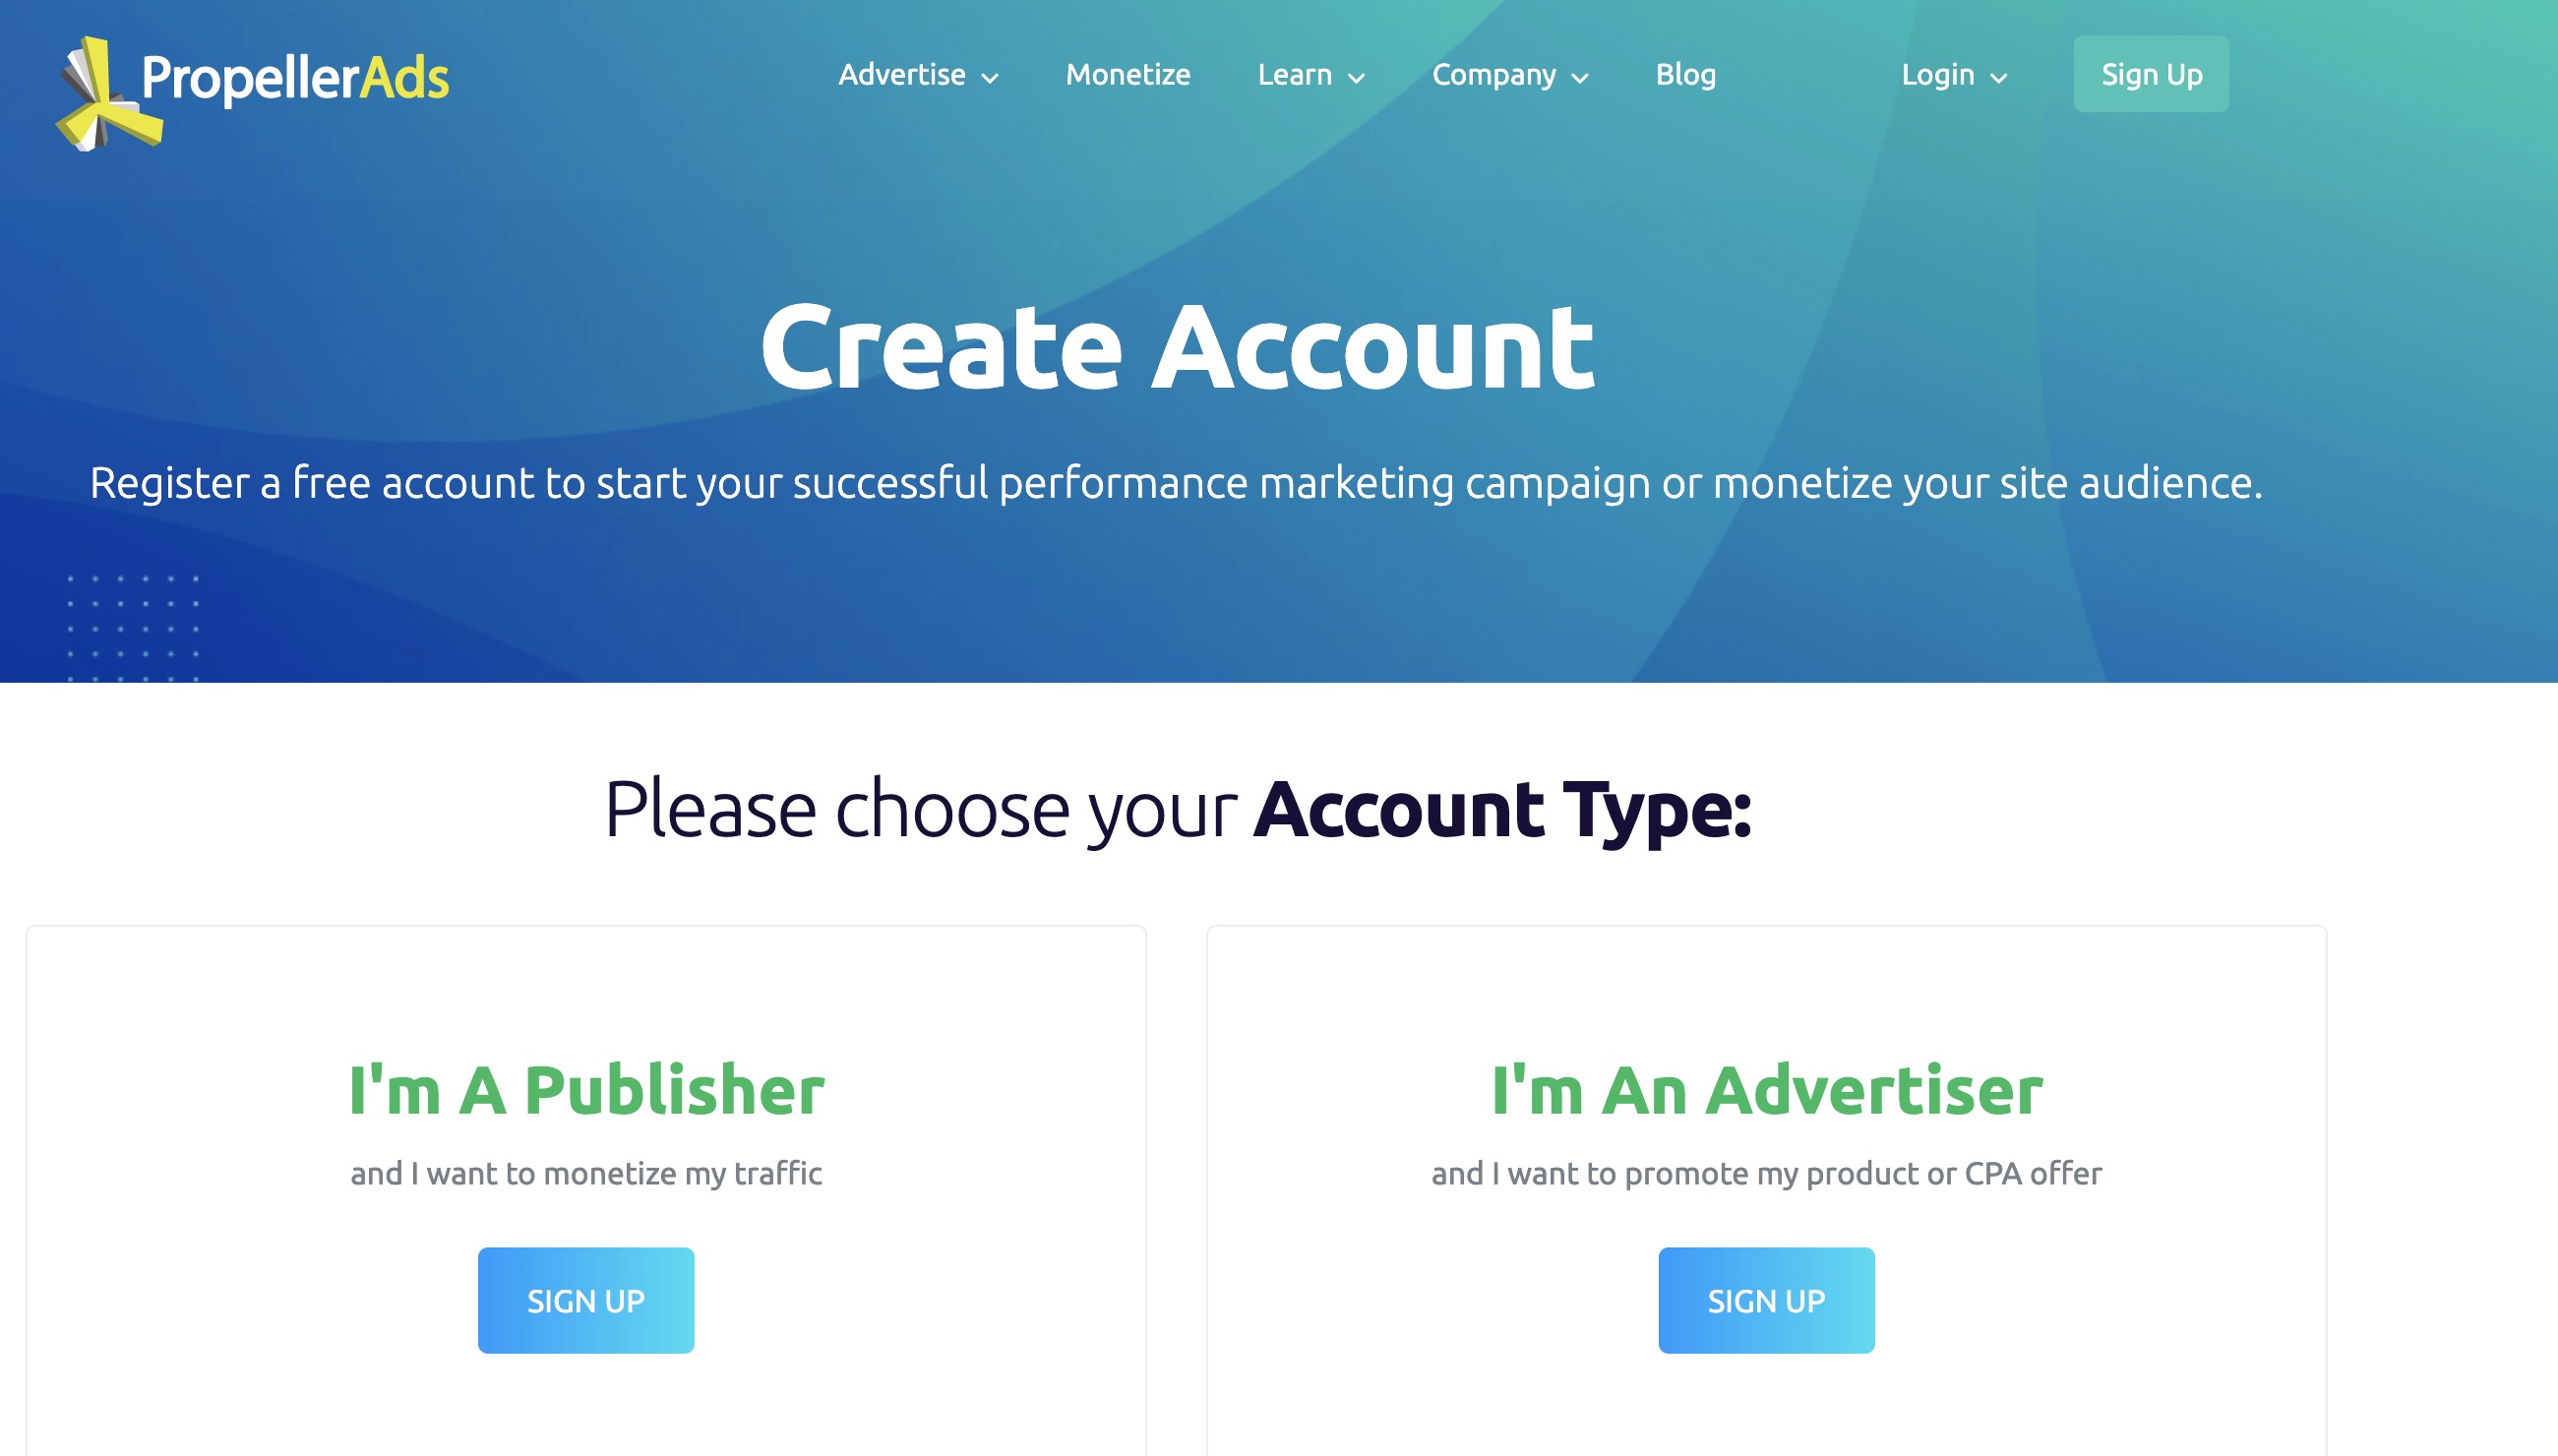 PropellerAds
Advertise Monetize Learn Company Blog Login Sign Up
Create Account
Register a free account to start your successful performance marketing campaign or monetize your site audience.
Please choose your Account Type:
I'm A Publisher
and I want to monetize my traffic
SIGN UP
I'm An Advertiser
and I want to promote my product or CPA offer
SIGN UP